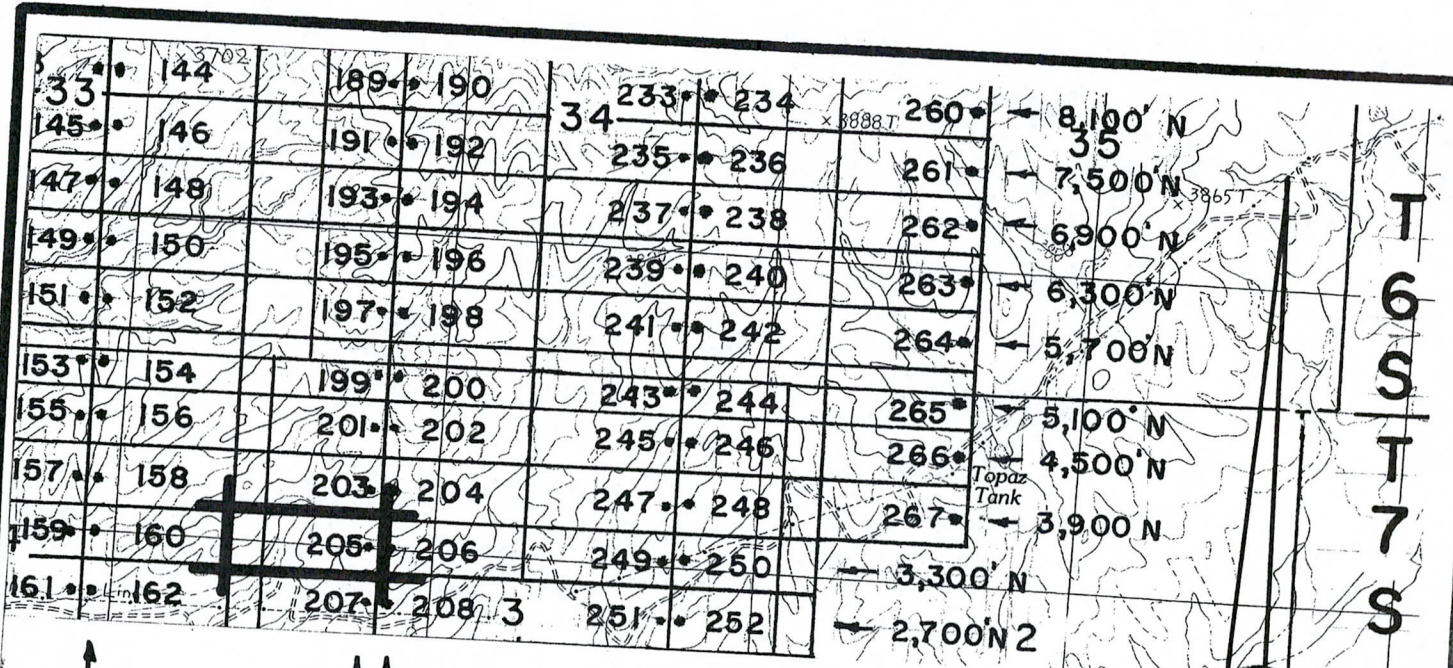 3702
144 189 190 233 234 260 8,100' N
33 34 × 3888T 35
145 146 191 192 235 236 261 7,500'N
147 148 193 194 237 238 262 6,900'N × 3865T
149 150 195 196 239 240 263 6,300'N
151 152 197 198 241 242 264 5,700'N
153 154 199 200 243 244 265 5,100'N
155 156 201 202 245 246 266 4,500'N
Topaz
Tank
157 158 203 204 247 248 267 3,900 N
159 160 205 206 249 250 3,300' N
161 162 207 208 3 251 252 2,700'N 2
T
6
S
T
7
S